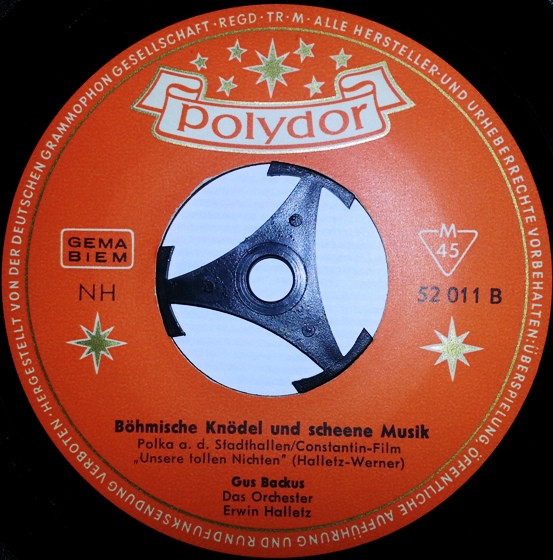 HERGESTELLT VON DER DEUTSCHEN GRAMMOPHON GESELLSCHAFT · REGD · TR · M · ALLE HERSTELLER- UND URHEBERRECHTE VORBEHALTEN: ÜBERSPIELUNG ÖFFENTLICHE AUFFÜHRUNG UND RUNDFUNKSENDUNG VERBOTEN ·
polydor
GEMA
BIEM
NH
M
45
52 011 B
Böhmische Knödel und scheene Musik
Polka a. d. Stadthallen/Constantin-Film
„Unsere tollen Nichten" (Halletz-Werner)
Gus Backus
Das Orchester
Erwin Halletz